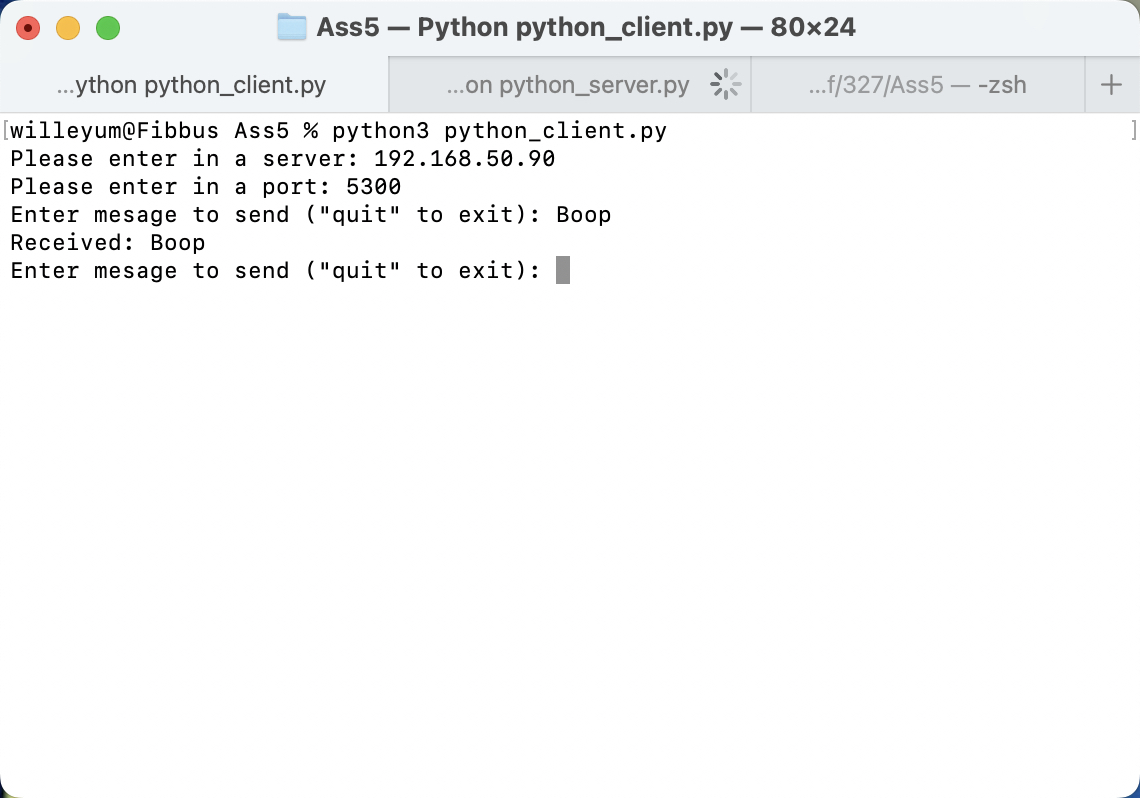 Ass5 — Python python_client.py — 80×24
...ython python_client.py
...on python_server.py
...f/327/Ass5 — -zsh
+
[willeyum@Fibbus Ass5 % python3 python_client.py ]
Please enter in a server: 192.168.50.90
Please enter in a port: 5300
Enter mesage to send ("quit" to exit): Boop
Received: Boop
Enter mesage to send ("quit" to exit):